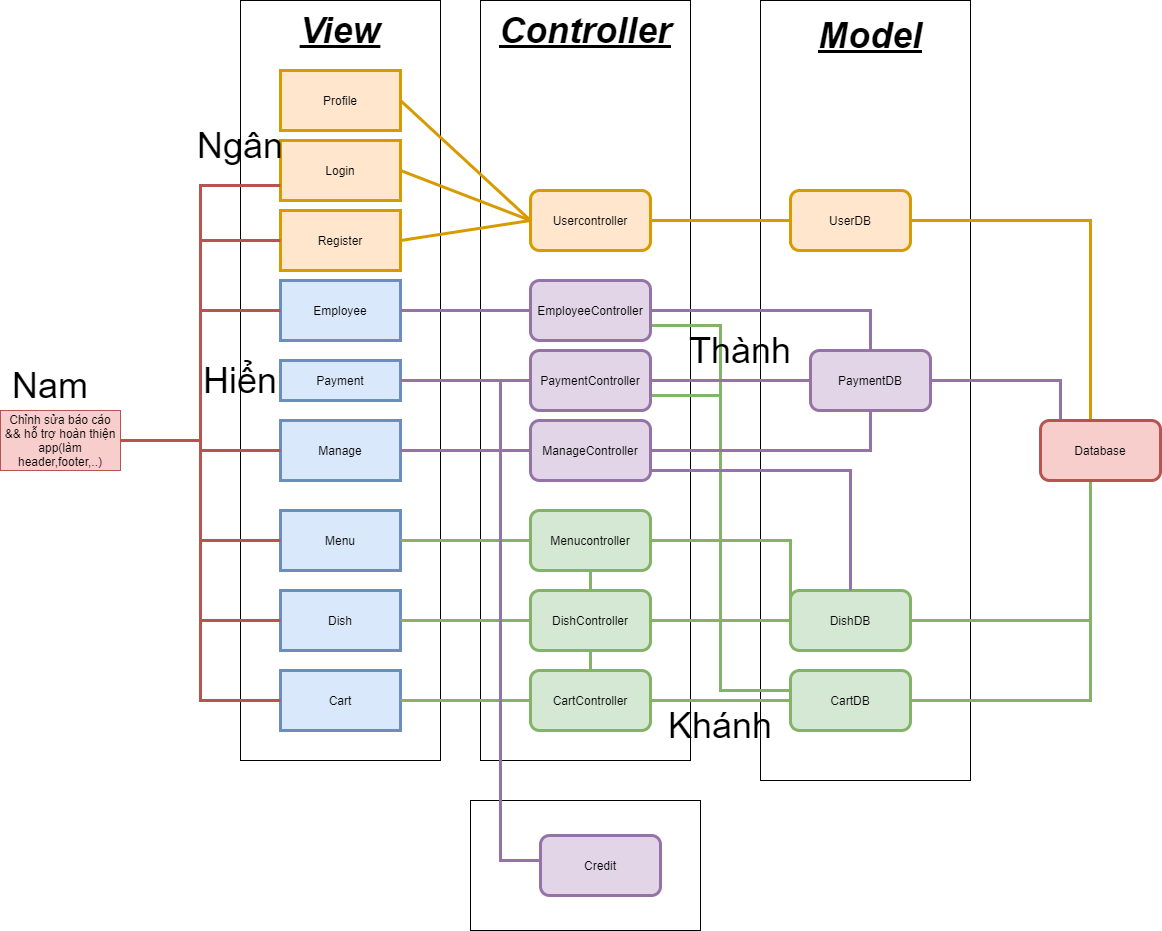 View
Controller
Model
Profile
Ngân
Login
Register
Usercontroller
UserDB
Employee
EmployeeController
Thành
Hiển
Payment
PaymentController
PaymentDB
Nam
Chỉnh sửa báo cáo
&& hỗ trợ hoàn thiện
app(làm
header,footer,..)
Manage
ManageController
Database
Menu
Menucontroller
Dish
DishController
DishDB
Cart
CartController
CartDB
Khánh
Credit